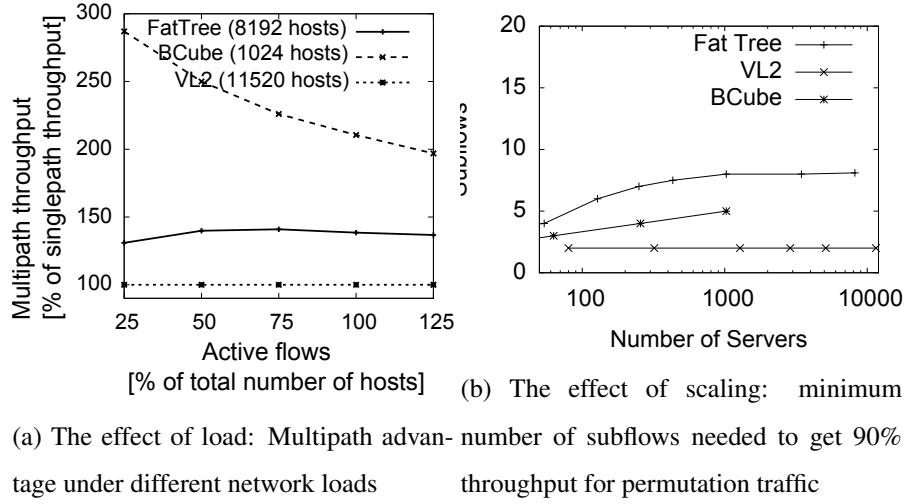 FatTree (8192 hosts)
BCube (1024 hosts)
VL2 (11520 hosts)
300
250
200
150
100
25 50 75 100 125
Multipath throughput
[% of singlepath throughput]
Active flows
[% of total number of hosts]
(a) The effect of load: Multipath advan-
tage under different network loads
20
15
10
5
0
Fat Tree
VL2
BCube
Subflows
100 1000 10000
Number of Servers
(b) The effect of scaling: minimum
number of subflows needed to get 90%
throughput for permutation traffic